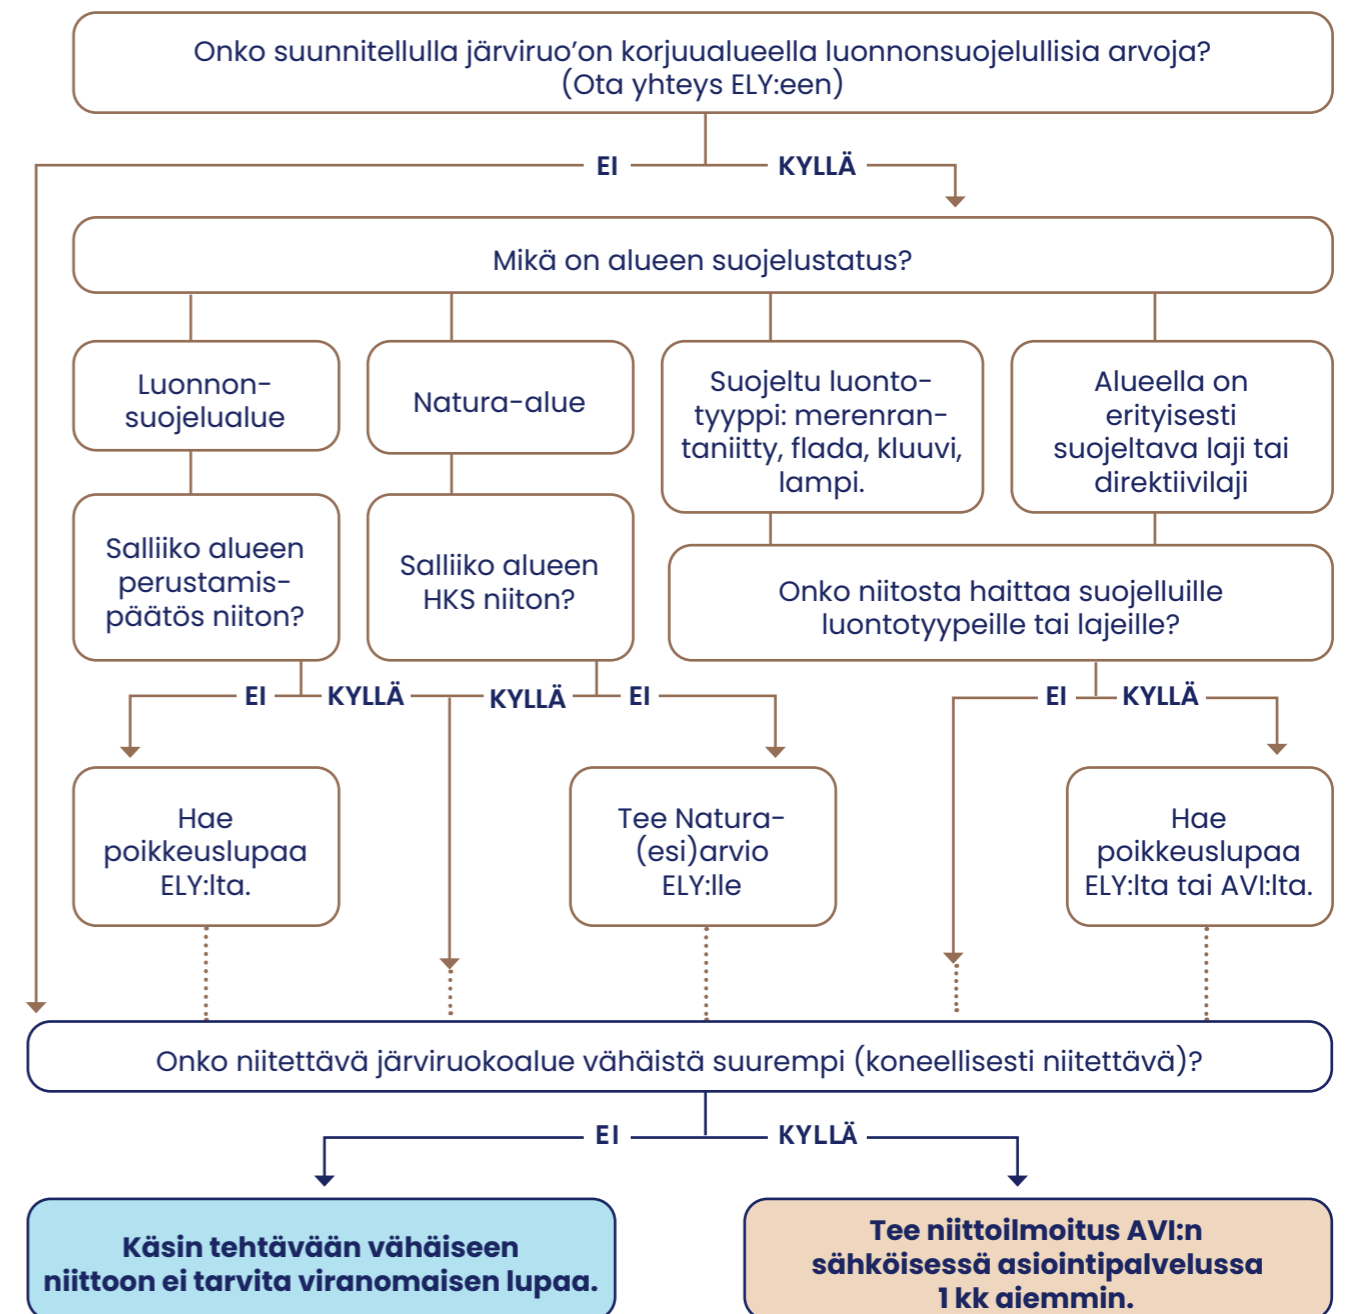 Onko suunnitellulla järviruo’on korjuualueella luonnonsuojelullisia arvoja?
(Ota yhteys ELY:een)
EI
KYLLÄ
Mikä on alueen suojelustatus?
Luonnon-
suojelualue
Natura-alue
Suojeltu luonto-
tyyppi: merenran-
taniitty, flada, kluuvi,
lampi.
Alueella on
erityisesti
suojeltava laji tai
direktiivilaji
Salliiko alueen
perustamis-
päätös niiton?
Salliiko alueen
HKS niiton?
Onko niitosta haittaa suojelluille
luontotyypeille tai lajeille?
EI
KYLLÄ
KYLLÄ
EI
EI
KYLLÄ
Hae
poikkeuslupaa
ELY:lta.
Tee Natura-
(esi)arvio
ELY:lle
Hae
poikkeuslupaa
ELY:lta tai AVI:lta.
Onko niitettävä järviruokoalue vähäistä suurempi (koneellisesti niitettävä)?
EI
KYLLÄ
Käsin tehtävään vähäiseen
niittoon ei tarvita viranomaisen lupaa.
Tee niittoilmoitus AVI:n
sähköisessä asiointipalvelussa
1 kk aiemmin.